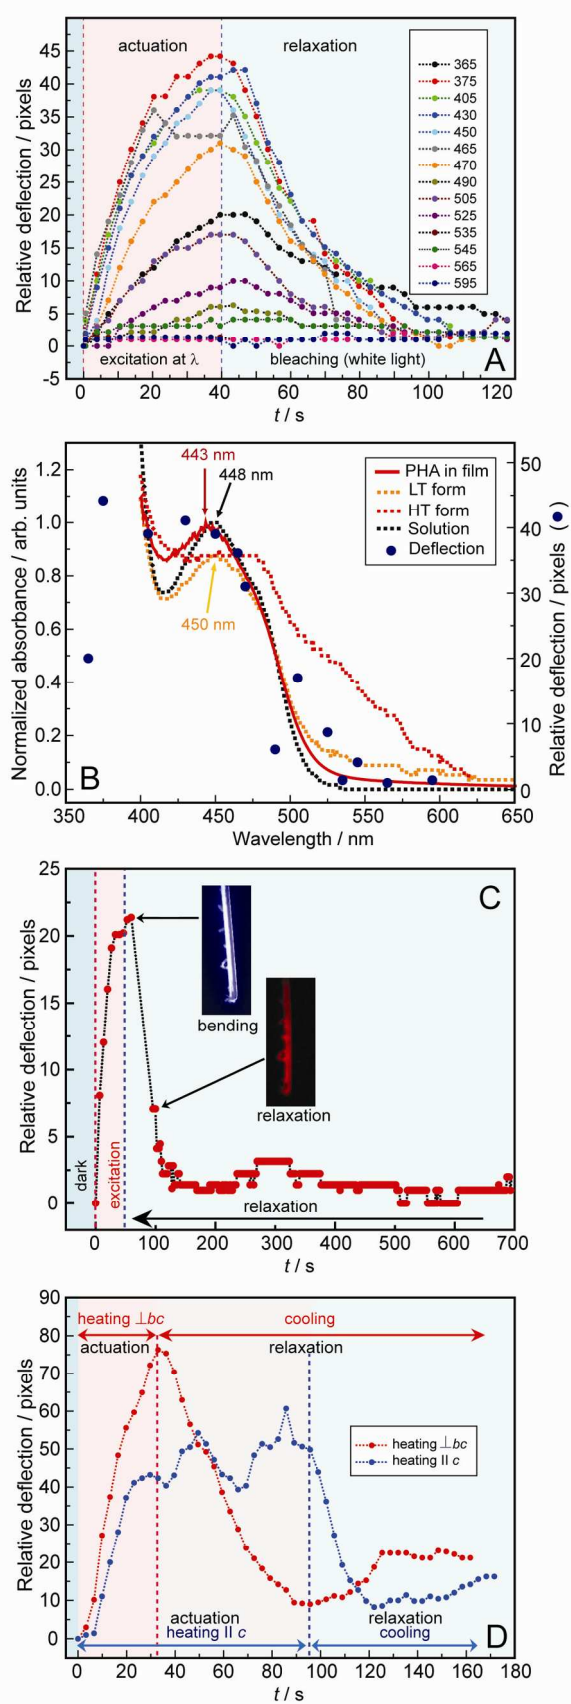 Relative deflection / pixels
45
40
35
30
25
20
15
10
5
0
-5
actuation
relaxation
365
375
405
430
450
465
470
490
505
525
535
545
565
595
excitation at λ
bleaching (white light)
A
0 20 40 60 80 100 120
t / s
Normalized absorbance / arb. units
1.2
1.0
0.8
0.6
0.4
0.2
0.0
443 nm
448 nm
450 nm
PHA in film
LT form
HT form
Solution
Deflection
Relative deflection / pixels ( )
50
40
30
20
10
0
B
350 400 450 500 550 600 650
Wavelength / nm
Relative deflection / pixels
25
20
15
10
5
0
C
bending
relaxation
dark
excitation
relaxation
0 100 200 300 400 500 600 700
t / s
Relative deflection / pixels
90
80
70
60
50
40
30
20
10
0
heating ⊥bc
cooling
actuation
relaxation
heating ⊥bc
heating II c
actuation
heating II c
relaxation
cooling
D
0 20 40 60 80 100 120 140 160 180
t / s